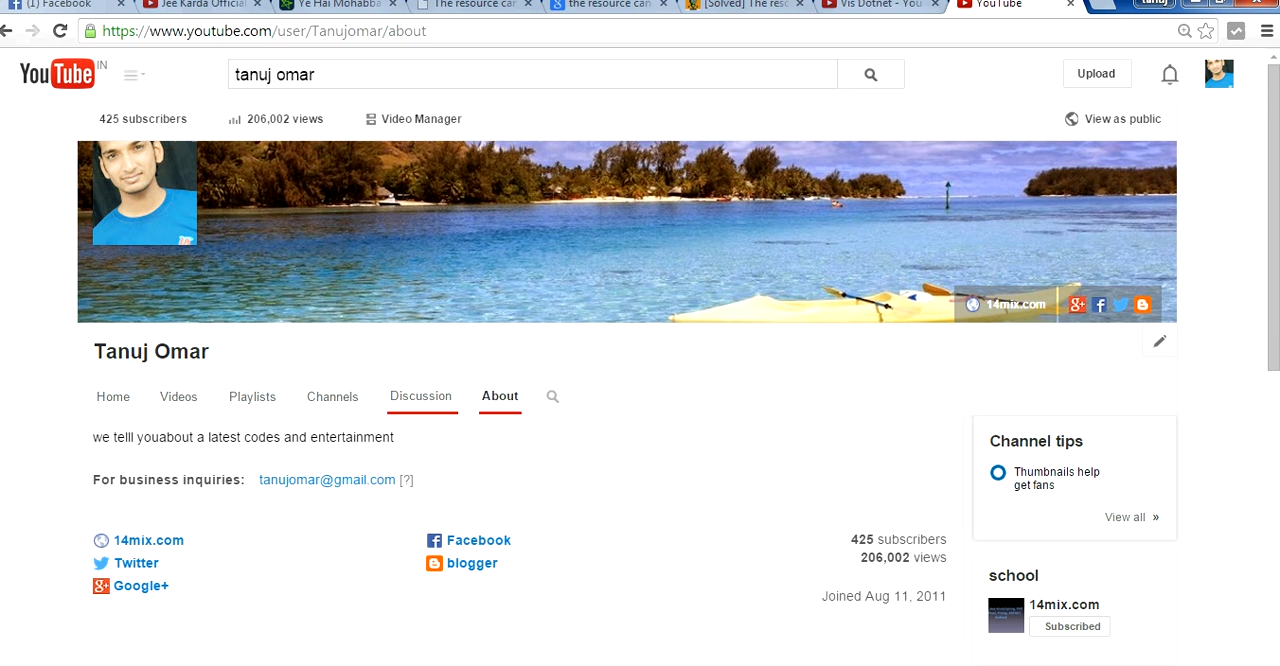 (1) Facebook
Jee Karda Official
Ye Hai Mohabba
The resource car
the resource can
[Solved] The resc
Vis Dotnet - You
YouTube
tanuj
https://www.youtube.com/user/Tanujomar/about
YouTube IN
tanuj omar
Upload
425 subscribers
206,002 views
Video Manager
View as public
14mix.com
Tanuj Omar
Home
Videos
Playlists
Channels
Discussion
About
we telll youabout a latest codes and entertainment
For business inquiries: tanujomar@gmail.com [?]
14mix.com
Facebook
Twitter
blogger
Google+
425 subscribers
206,002 views
Joined Aug 11, 2011
Channel tips
Thumbnails help
get fans
View all »
school
14mix.com
Subscribed